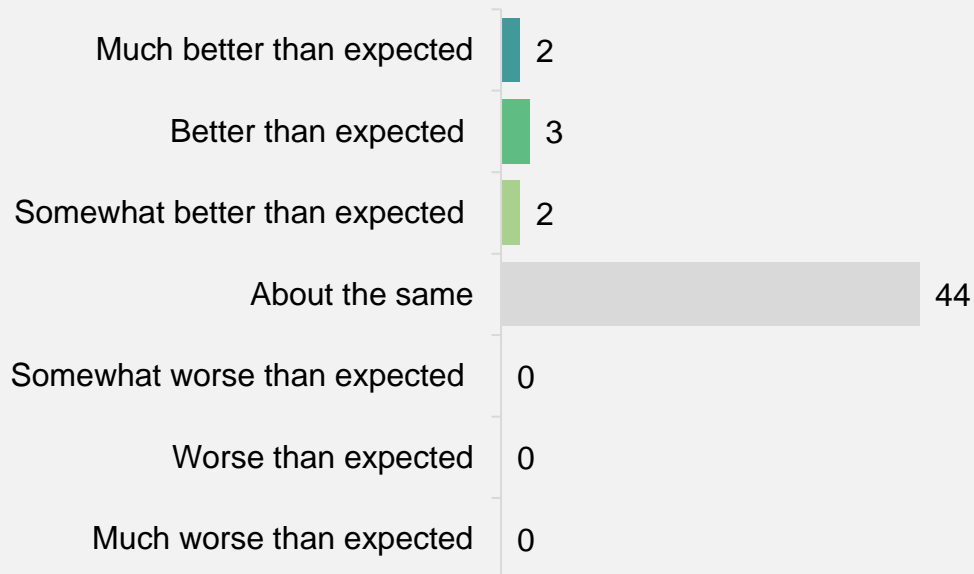 Much better than expected 2
Better than expected 3
Somewhat better than expected 2
About the same 44
Somewhat worse than expected 0
Worse than expected 0
Much worse than expected 0